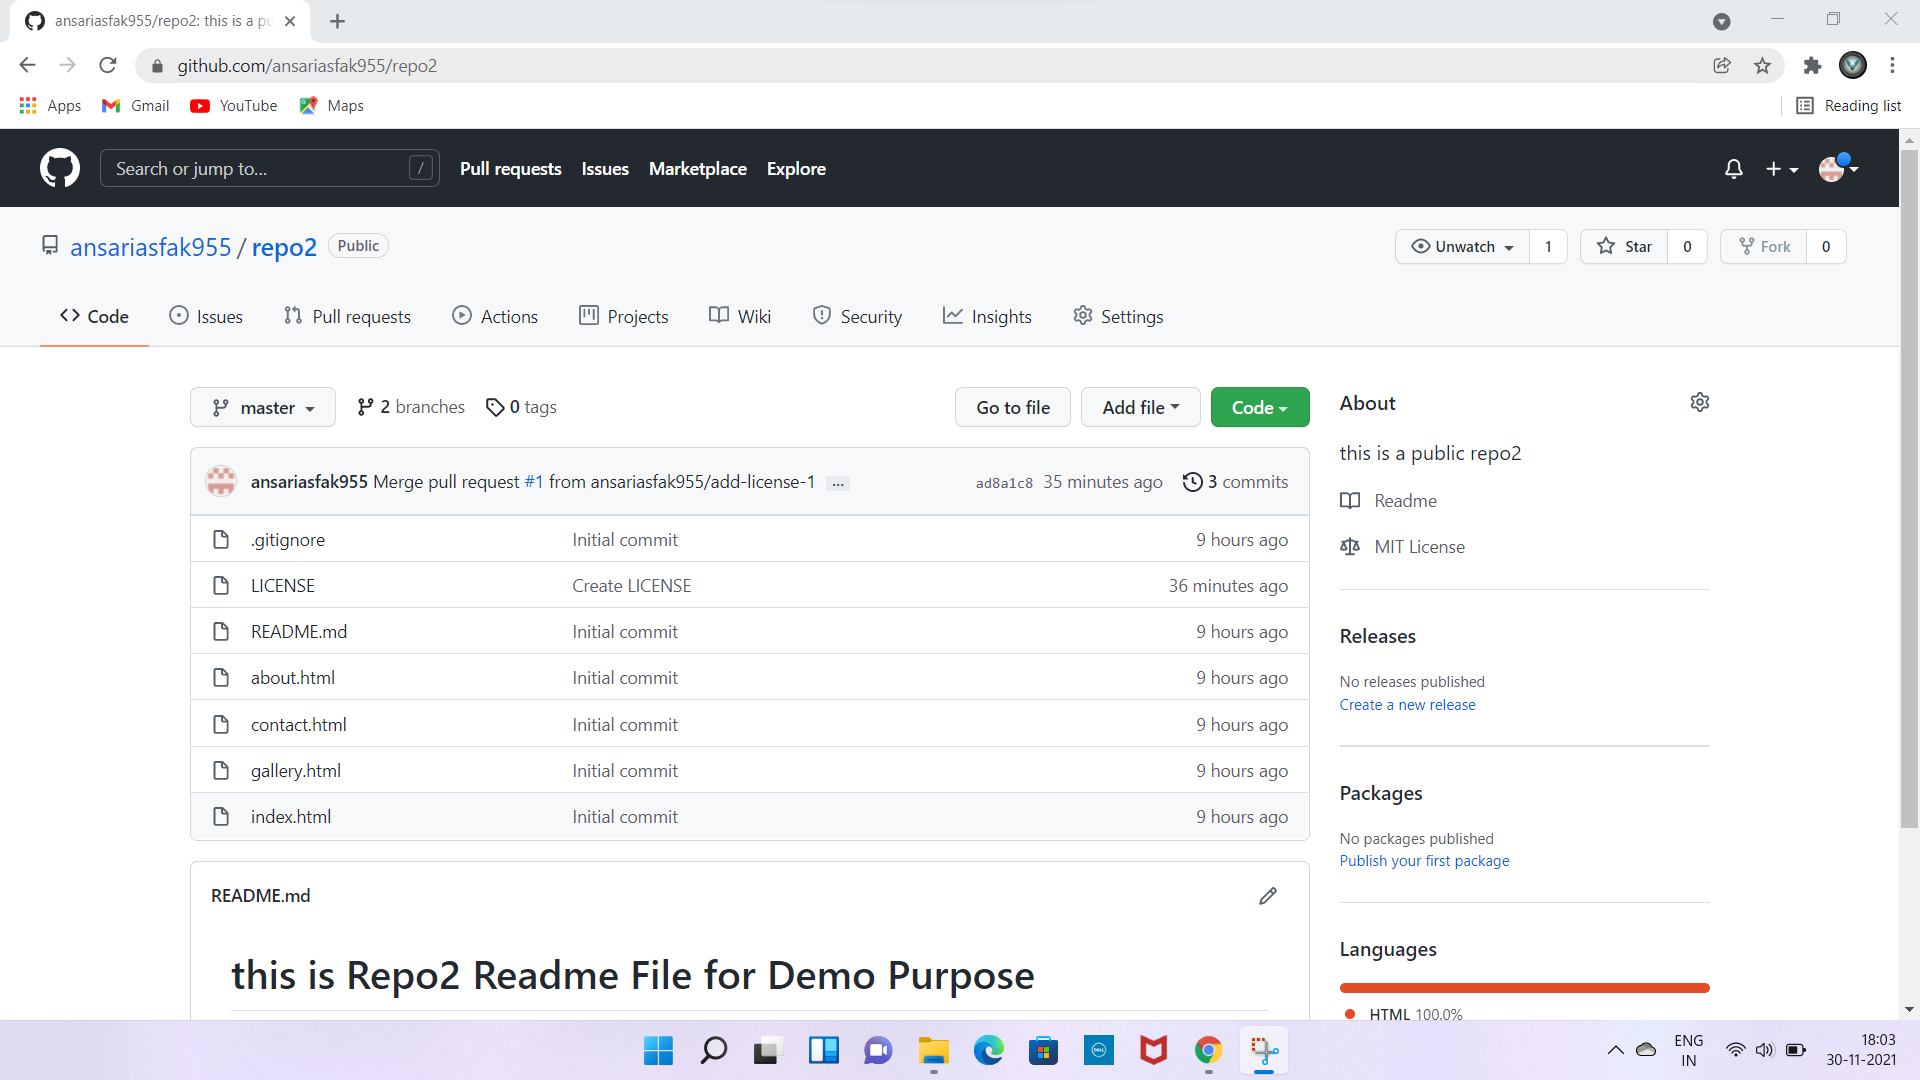 ansariasfak955/repo2: this is a pu
github.com/ansariasfak955/repo2
Apps Gmail YouTube Maps Reading list
Search or jump to... / Pull requests Issues Marketplace Explore
ansariasfak955 / repo2 Public Unwatch 1 Star 0 Fork 0
Code Issues Pull requests Actions Projects Wiki Security Insights Settings
master 2 branches 0 tags Go to file Add file Code
ansariasfak955 Merge pull request #1 from ansariasfak955/add-license-1 ... ad8a1c8 35 minutes ago 3 commits
.gitignore Initial commit 9 hours ago
LICENSE Create LICENSE 36 minutes ago
README.md Initial commit 9 hours ago
about.html Initial commit 9 hours ago
contact.html Initial commit 9 hours ago
gallery.html Initial commit 9 hours ago
index.html Initial commit 9 hours ago
README.md
this is Repo2 Readme File for Demo Purpose
About
this is a public repo2
Readme
MIT License
Releases
No releases published
Create a new release
Packages
No packages published
Publish your first package
Languages
HTML 100.0%
DELL
ENG
IN
18:03
30-11-2021